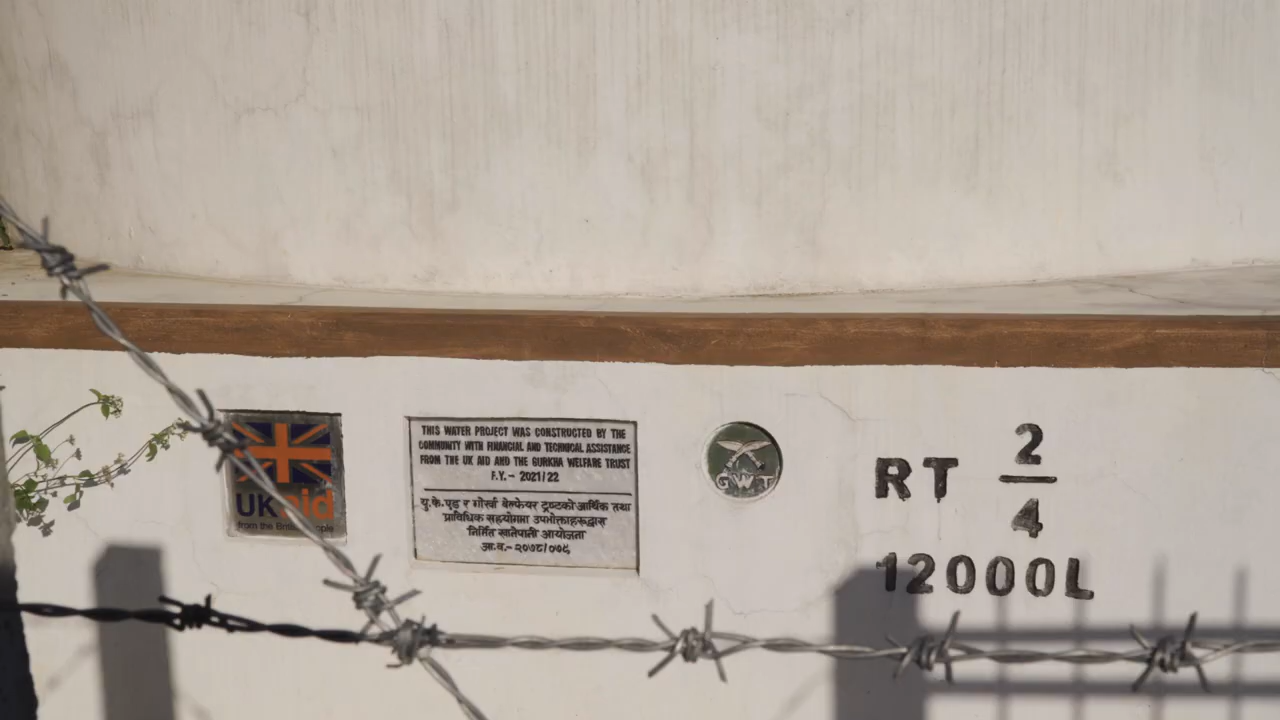 UKaid
from the British people
THIS WATER PROJECT WAS CONSTRUCTED BY THE
COMMUNITY WITH FINANCIAL AND TECHNICAL ASSISTANCE
FROM THE UK AID AND THE GURKHA WELFARE TRUST
F.Y. - 2021/22
यु.के.एड र गोर्खा वेल्फेयर ट्रष्टको आर्थिक तथा
प्राविधिक सहयोगमा उपभोक्ताहरूद्वारा
निर्मित खानेपानी आयोजना
आ.व.-२०७८/०७९
GWT
RT 2/4
12000L